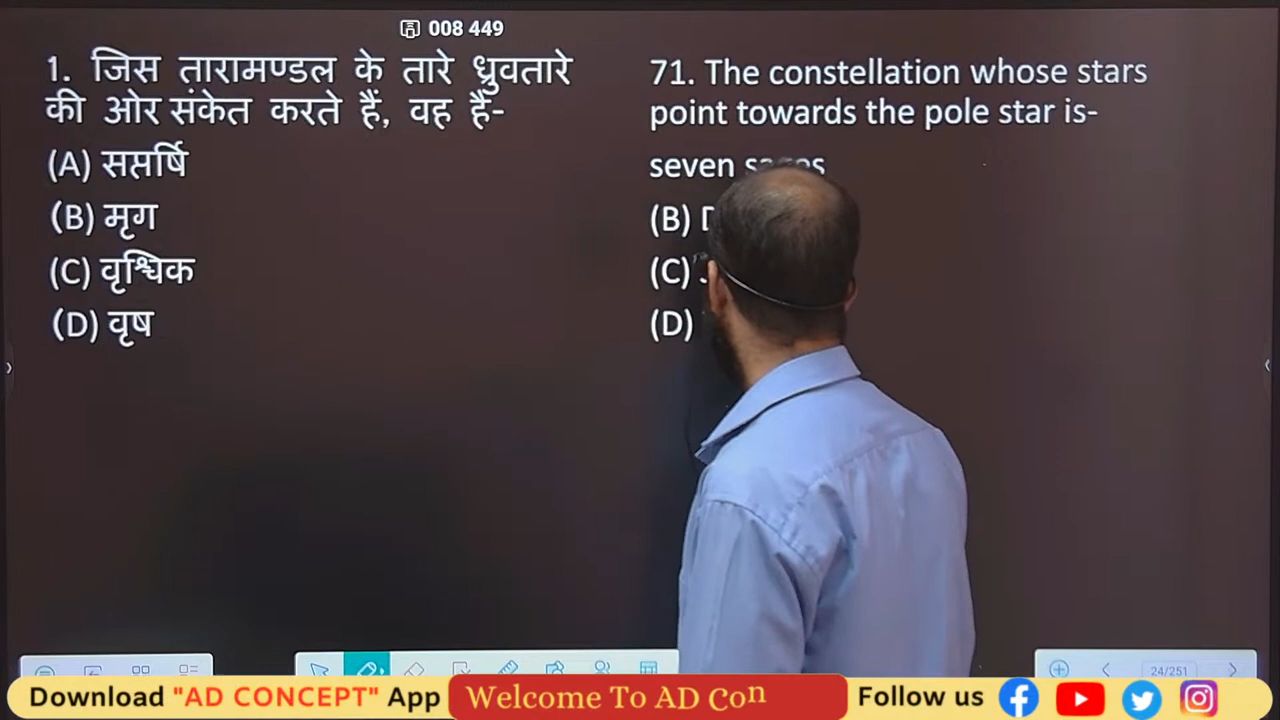 008 449
1. जिस तारामण्डल के तारे ध्रुवतारे
की ओर संकेत करते हैं, वह है-
(A) सप्तर्षि
(B) मृग
(C) वृश्चिक
(D) वृष
71. The constellation whose stars
point towards the pole star is-
seven
(B)
(C)
(D)
24/251
Download "AD CONCEPT" App
Welcome To AD Con
Follow us